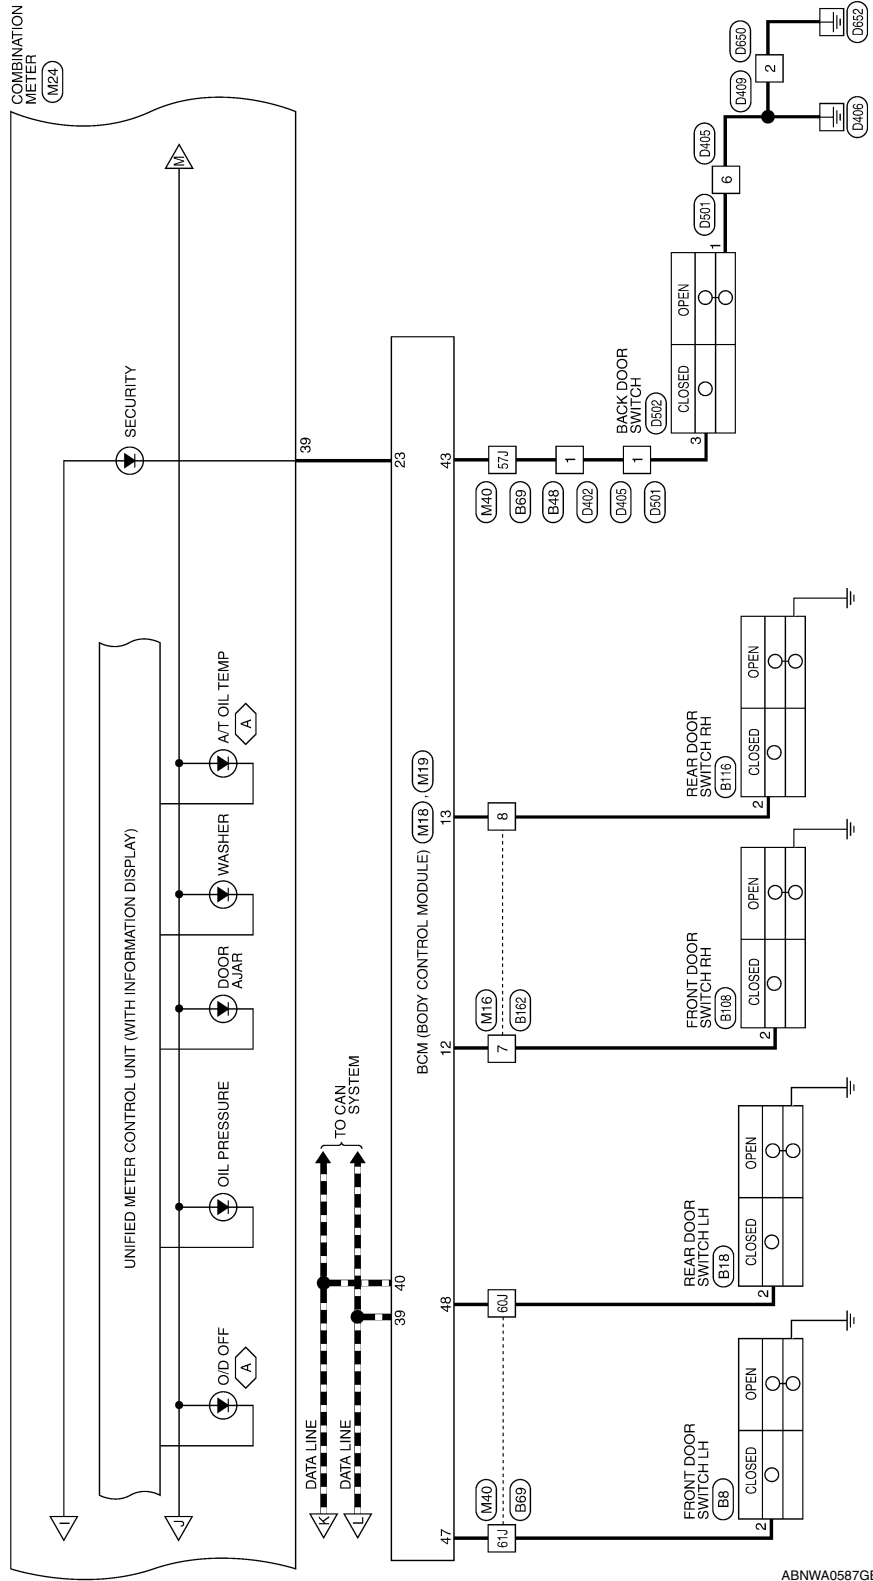 COMBINATION
METER
M24
M
SECURITY
39
UNIFIED METER CONTROL UNIT (WITH INFORMATION DISPLAY)
O/D OFF
A
OIL PRESSURE
DOOR
AJAR
WASHER
A/T OIL TEMP
A
I
J
DATA LINE
K
DATA LINE
L
TO CAN
SYSTEM
39
40
23
BCM (BODY CONTROL MODULE) M18 , M19
47
48
12
13
43
61J
M40
B69
60J
7
M16
B162
8
57J
M40
B69
1
B48
D402
1
D405
D501
FRONT DOOR
SWITCH LH
B8
2
CLOSED
OPEN
REAR DOOR
SWITCH LH
B18
2
CLOSED
OPEN
FRONT DOOR
SWITCH RH
B108
2
CLOSED
OPEN
REAR DOOR
SWITCH RH
B116
2
CLOSED
OPEN
BACK DOOR
SWITCH
D502
3
CLOSED
OPEN
1
D501
6
D405
D409
2
D650
D406
D652
ABNWA0587GB